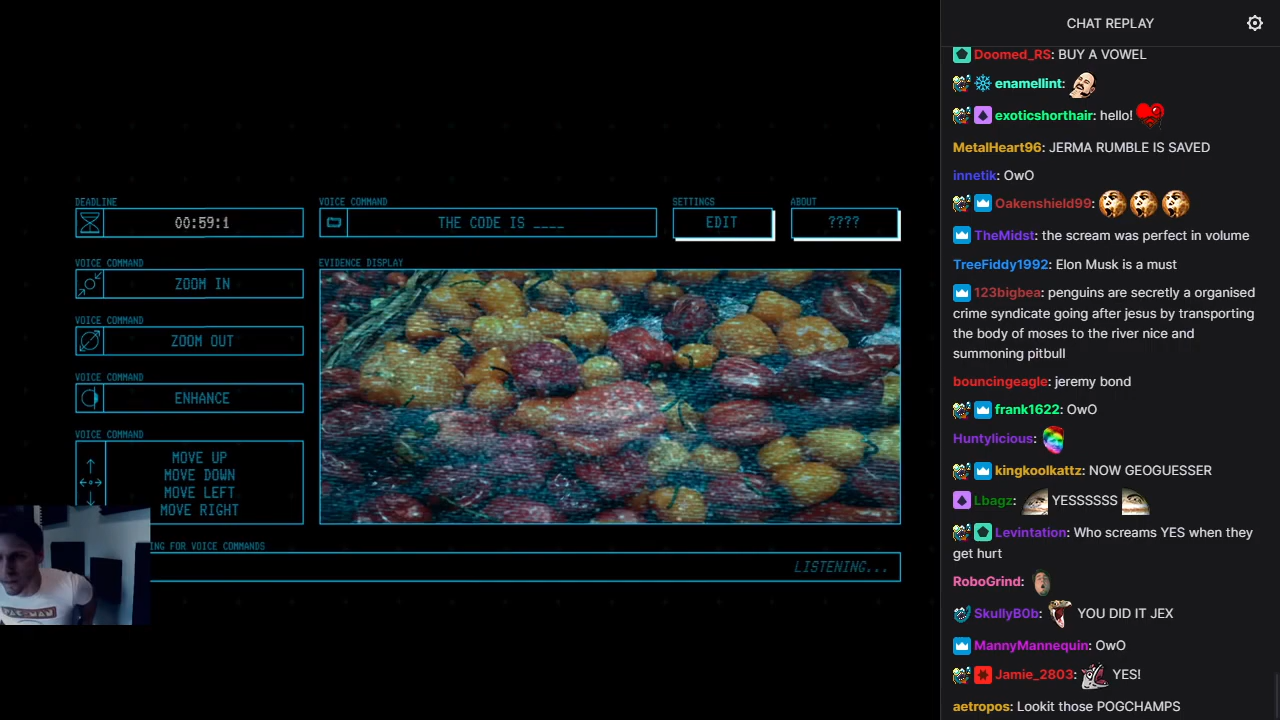 CHAT REPLAY
Doomed_RS: BUY A VOWEL
enamellint:
exoticshorthair: hello!
MetalHeart96: JERMA RUMBLE IS SAVED
innetik: OwO
Oakenshield99:
TheMidst: the scream was perfect in volume
TreeFiddy1992: Elon Musk is a must
123bigbea: penguins are secretly a organised
crime syndicate going after jesus by transporting
the body of moses to the river nice and
summoning pitbull
bouncingeagle: jeremy bond
frank1622: OwO
Huntylicious:
kingkoolkattz: NOW GEOGUESSER
Lbagz: YESSSSSS
Levintation: Who screams YES when they
get hurt
RoboGrind:
SkullyB0b: YOU DID IT JEX
MannyMannequin: OwO
Jamie_2803: YES!
aetropos: Lookit those POGCHAMPS
DEADLINE
00:59:1
VOICE COMMAND
THE CODE IS ____
SETTINGS
EDIT
ABOUT
????
VOICE COMMAND
ZOOM IN
VOICE COMMAND
ZOOM OUT
VOICE COMMAND
ENHANCE
VOICE COMMAND
MOVE UP
MOVE DOWN
MOVE LEFT
MOVE RIGHT
EVIDENCE DISPLAY
ING FOR VOICE COMMANDS
LISTENING...
PAC-MAN